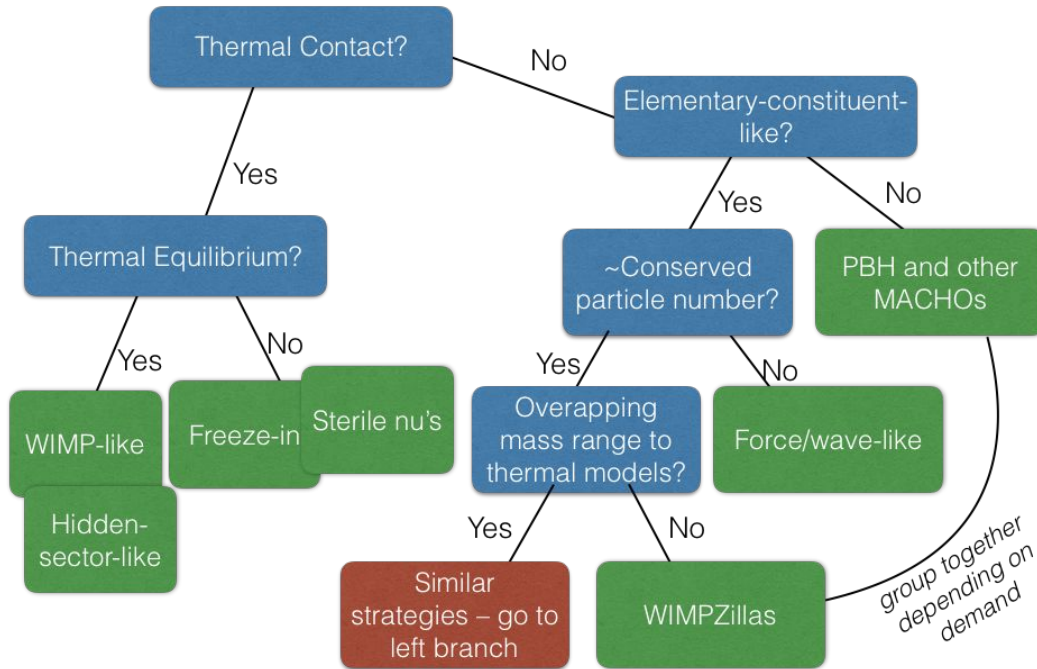 Thermal Contact?
No
Elementary-constituent-
like?
Yes
Yes
No
Thermal Equilibrium?
~Conserved
particle number?
PBH and other
MACHOs
Yes
No
Yes
No
WIMP-like
Freeze-in
Sterile nu's
Overapping
mass range to
thermal models?
Force/wave-like
Hidden-
sector-like
Yes
No
Similar
strategies – go to
left branch
WIMPZillas
group together
depending on
demand